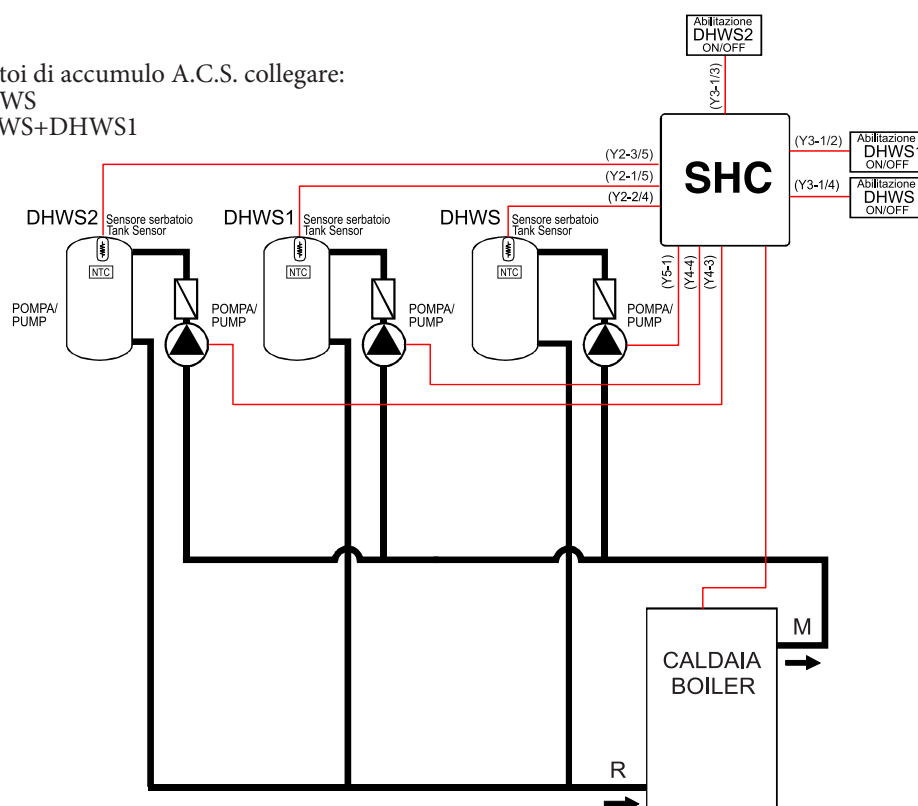 Abilitazione
DHWS2
ON/OFF
toi di accumulo A.C.S. collegare:
WS
WS+DHWS1
(Y3-1/3)
(Y2-3/5)
(Y2-1/5)
(Y2-2/4)
SHC
(Y3-1/2)
Abilitazione
DHWS1
ON/OFF
(Y3-1/4)
Abilitazione
DHWS
ON/OFF
DHWS2
Sensore serbatoio
Tank Sensor
DHWS1
Sensore serbatoio
Tank Sensor
DHWS
Sensore serbatoio
Tank Sensor
NTC
NTC
NTC
(Y5-1)
(Y4-4)
(Y4-3)
POMPA/
PUMP
POMPA/
PUMP
POMPA/
PUMP
POMPA/
PUMP
M
CALDAIA
BOILER
R